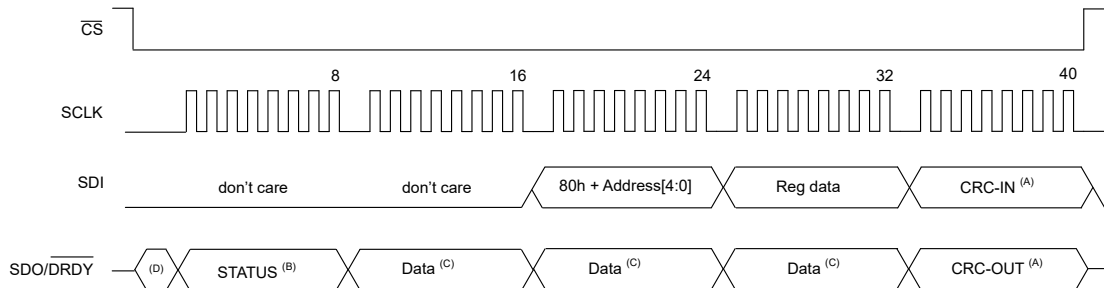 CS
8 16 24 32 40
SCLK
SDI don't care don't care 80h + Address[4:0] Reg data CRC-IN (A)
SDO/DRDY (D) STATUS (B) Data (C) Data (C) Data (C) CRC-OUT (A)